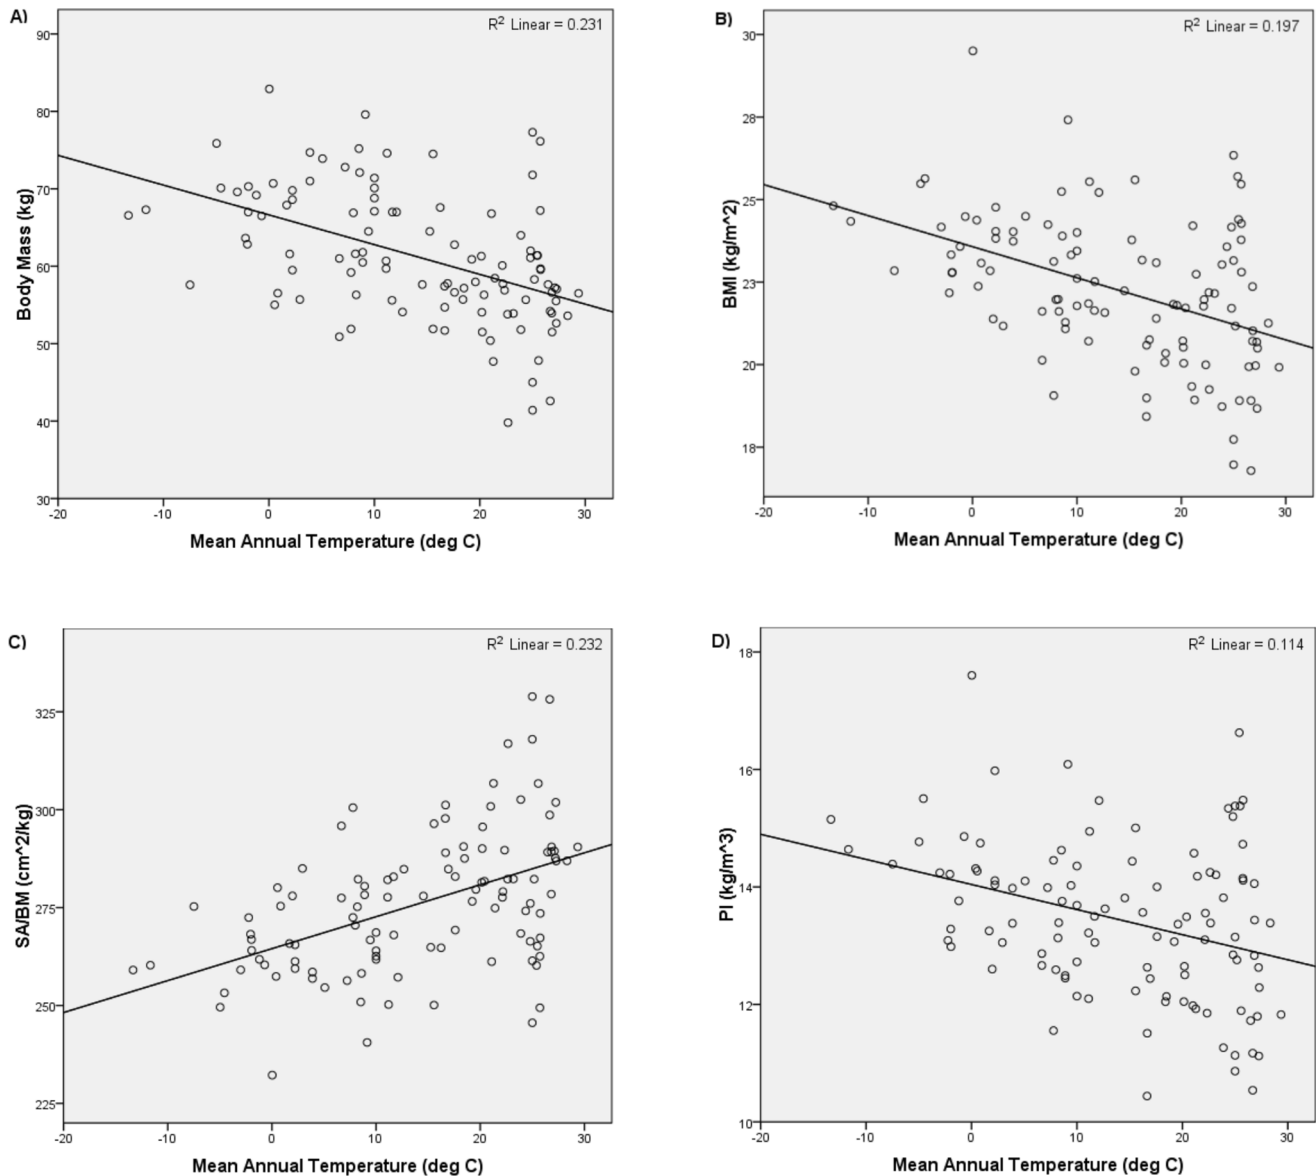 A)
R² Linear = 0.231
90
80
70
60
50
40
30
Body Mass (kg)
-20
-10
0
10
20
30
Mean Annual Temperature (deg C)
B)
R² Linear = 0.197
30
28
25
23
20
18
BMI (kg/m^2)
-20
-10
0
10
20
30
Mean Annual Temperature (deg C)
C)
R² Linear = 0.232
325
300
275
250
225
SA/BM (cm^2/kg)
-20
-10
0
10
20
30
Mean Annual Temperature (deg C)
D)
R² Linear = 0.114
18
16
14
12
10
PI (kg/m^3)
-20
-10
0
10
20
30
Mean Annual Temperature (deg C)